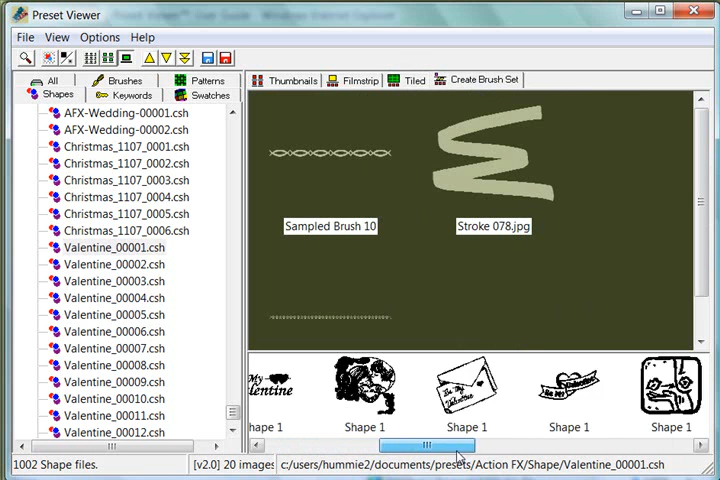 Preset Viewer
File View Options Help
All Brushes Patterns
Shapes Keywords Swatches
Thumbnails Filmstrip Tiled Create Brush Set
AFX-Wedding-00001.csh
AFX-Wedding-00002.csh
Christmas_1107_0001.csh
Christmas_1107_0002.csh
Christmas_1107_0003.csh
Christmas_1107_0004.csh
Christmas_1107_0005.csh
Christmas_1107_0006.csh
Valentine_00001.csh
Valentine_00002.csh
Valentine_00003.csh
Valentine_00004.csh
Valentine_00005.csh
Valentine_00006.csh
Valentine_00007.csh
Valentine_00008.csh
Valentine_00009.csh
Valentine_00010.csh
Valentine_00011.csh
Valentine_00012.csh
Sampled Brush 10
Stroke 078.jpg
My
lentine
Be My
Valentine
Be My Valentine
hape 1
Shape 1
Shape 1
Shape 1
Shape 1
1002 Shape files.
[v2.0] 20 images
c:/users/hummie2/documents/presets/Action FX/Shape/Valentine_00001.csh